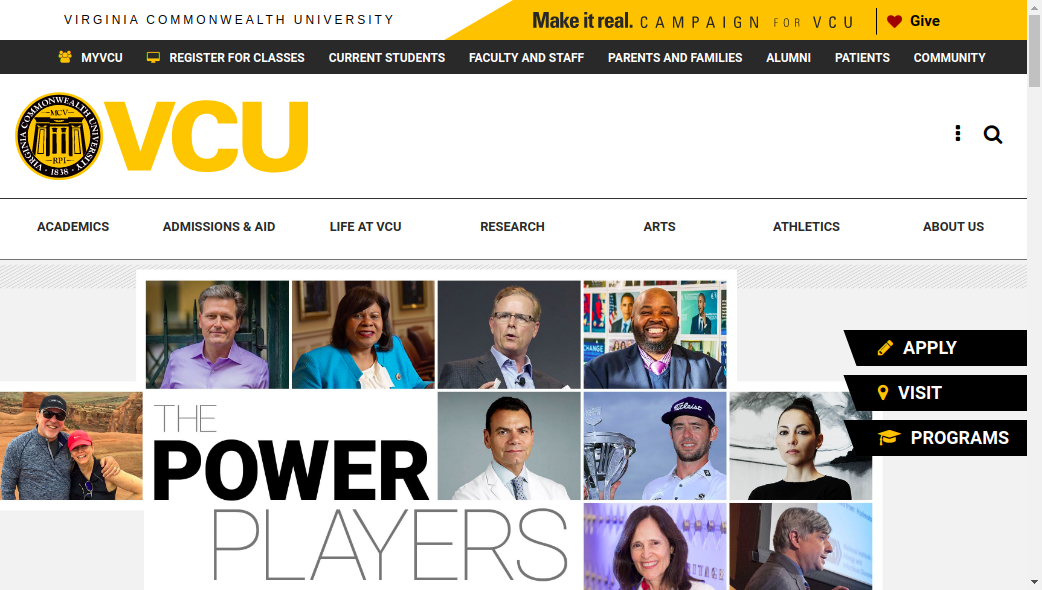 VIRGINIA COMMONWEALTH UNIVERSITY
Make it real. CAMPAIGN FOR VCU
Give
MYVCU REGISTER FOR CLASSES CURRENT STUDENTS FACULTY AND STAFF PARENTS AND FAMILIES ALUMNI PATIENTS COMMUNITY
VIRGINIA COMMONWEALTH UNIVERSITY
MCV
RPI
1838
VCU
ACADEMICS ADMISSIONS & AID LIFE AT VCU RESEARCH ARTS ATHLETICS ABOUT US
CHANGE
APPLY
VISIT
PROGRAMS
Titleist
THE
POWER
PLAYERS